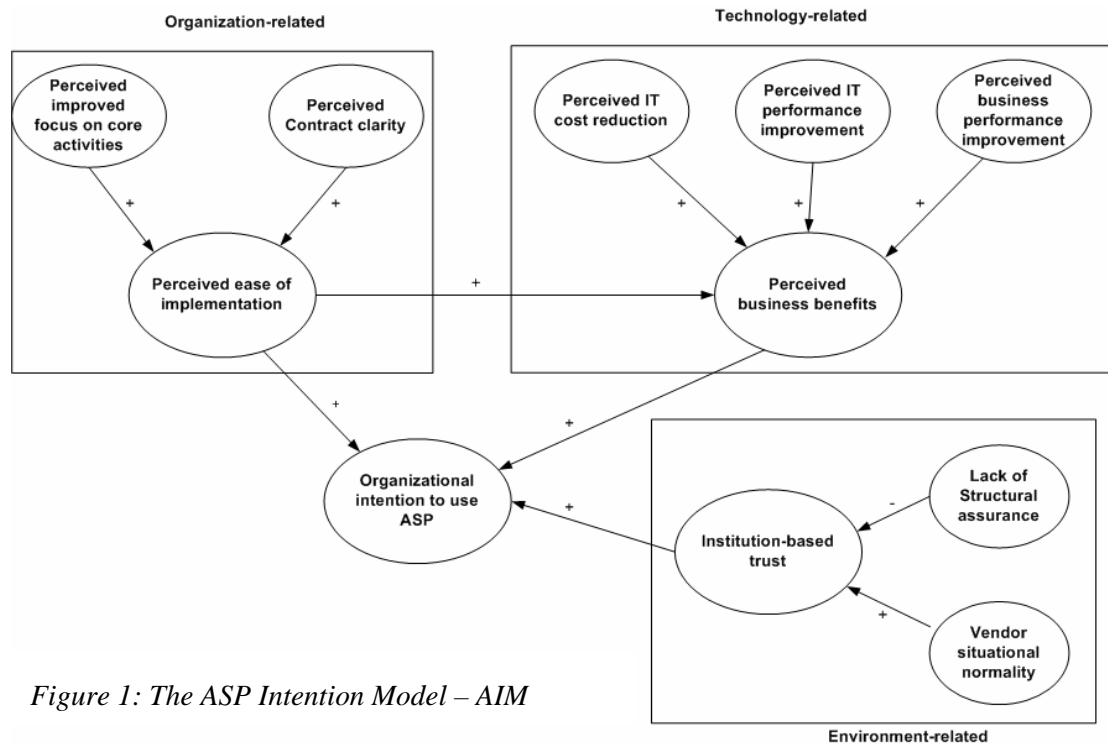 Organization-related
Technology-related
Perceived
improved
focus on core
activities
Perceived
Contract clarity
Perceived IT
cost reduction
Perceived IT
performance
improvement
Perceived
business
performance
improvement
+
+
+
+
+
Perceived ease of
implementation
+
Perceived
business benefits
+
+
Organizational
intention to use
ASP
+
Institution-based
trust
-
Lack of
Structural
assurance
+
Vendor
situational
normality
Figure 1: The ASP Intention Model – AIM
Environment-related